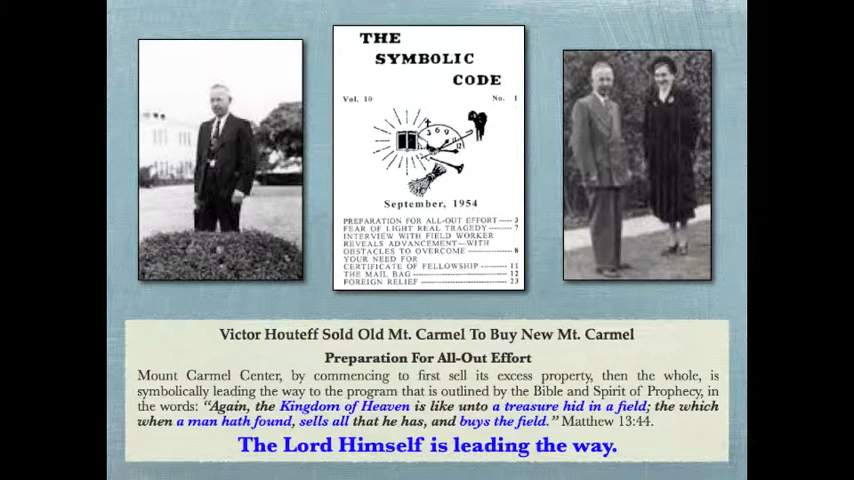 THE
SYMBOLIC
CODE
Vol. 10 No. 1
3 6 9
12
September, 1954
PREPARATION FOR ALL-OUT EFFORT ---- 3
FEAR OF LIGHT REAL TRAGEDY -------- 7
INTERVIEW WITH FIELD WORKER
REVEALS ADVANCEMENT—WITH
OBSTACLES TO OVERCOME ----------- 8
YOUR NEED FOR
CERTIFICATE OF FELLOWSHIP ------- 11
THE MAIL BAG ---------------------- 12
FOREIGN RELIEF -------------------- 23
Victor Houteff Sold Old Mt. Carmel To Buy New Mt. Carmel
Preparation For All-Out Effort
Mount Carmel Center, by commencing to first sell its excess property, then the whole, is
symbolically leading the way to the program that is outlined by the Bible and Spirit of Prophecy, in
the words: “Again, the Kingdom of Heaven is like unto a treasure hid in a field; the which
when a man hath found, sells all that he has, and buys the field.” Matthew 13:44.
The Lord Himself is leading the way.